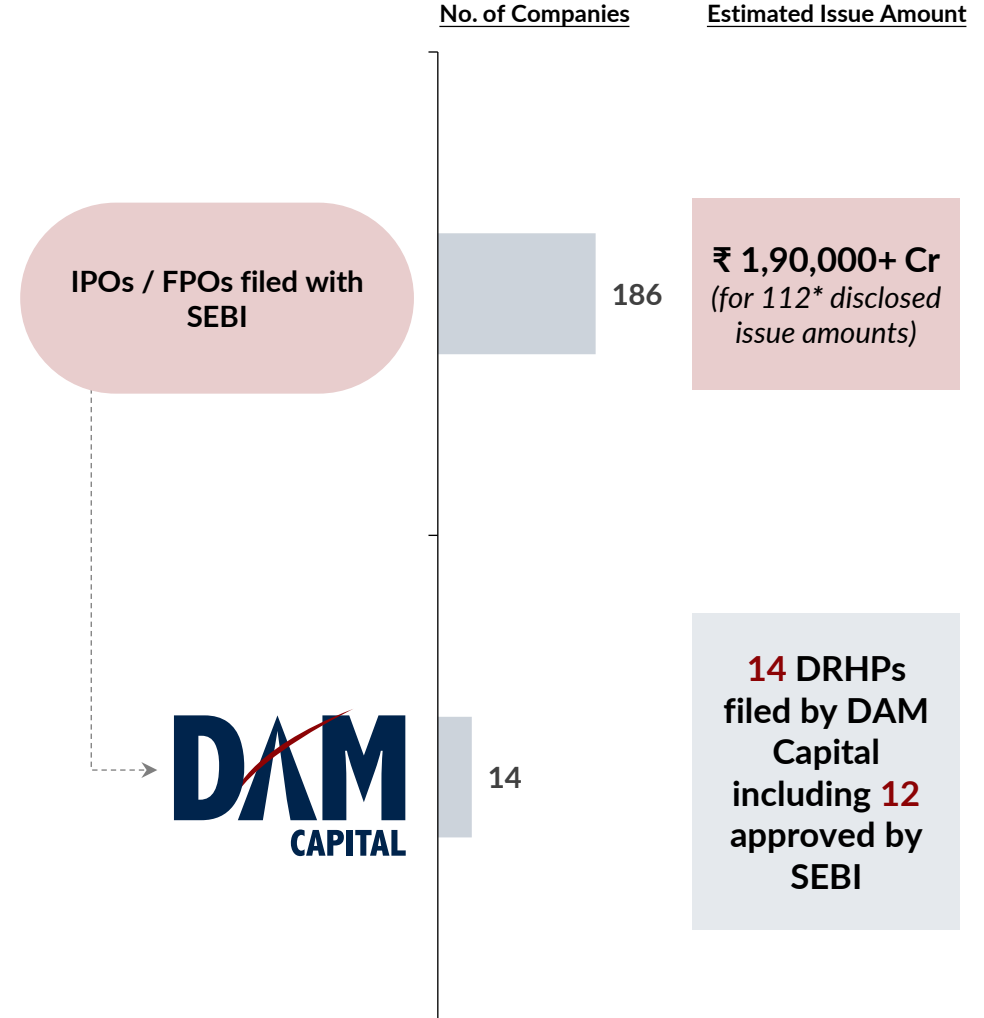 No. of Companies
Estimated Issue Amount
IPOs / FPOs filed with
SEBI
186
₹ 1,90,000+ Cr
(for 112* disclosed
issue amounts)
DAM
CAPITAL
14
14 DRHPs
filed by DAM
Capital
including 12
approved by
SEBI